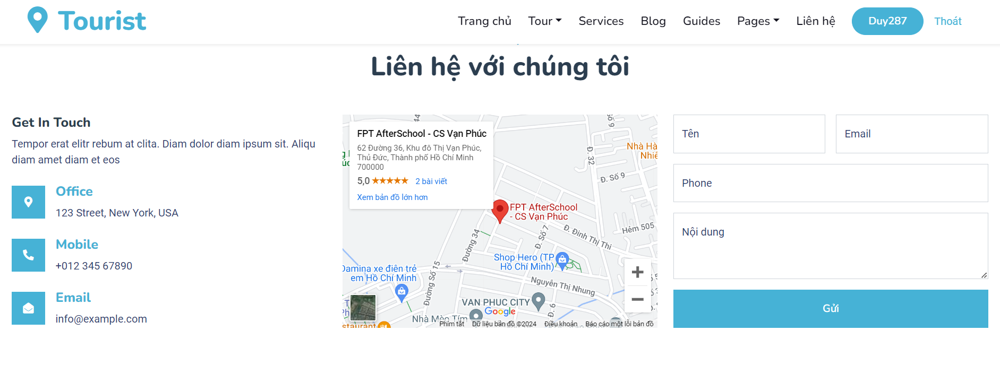 Tourist
Trang chủ
Tour
Services
Blog
Guides
Pages
Liên hệ
Duy287
Thoát
Liên hệ với chúng tôi
Get In Touch
Tempor erat elitr rebum at clita. Diam dolor diam ipsum sit. Aliqu
diam amet diam et eos
Office
123 Street, New York, USA
Mobile
+012 345 67890
Email
info@example.com
FPT AfterSchool - CS Vạn Phúc
62 Đường 36, Khu đô Thị Vạn Phúc,
Thủ Đức, Thành phố Hồ Chí Minh
700000
5,0
2 bài viết
Xem bản đồ lớn hơn
44
Số 9
Nhà Hà
Nhiê
Đ. 32
Đ. Số 9
FPT AfterSchool
- CS Vạn Phúc
Hẻm 505
Đ. Đinh Thị Thi
Đ. Số 7
Đường 34
Shop Hero (TP
Hồ Chí Minh)
Damina xe điện trẻ
em Hồ Chí Minh
Đường Số 15
Nguyễn Thị Nhung
VAN PHUC CITY
Đ. 6
Google
Nhà Mèo Tím
staurant
Phím tắt
Dữ liệu bản đồ ©2024
Điều khoản
Báo cáo một lỗi bản đồ
Tên
Email
Phone
Nội dung
Gửi